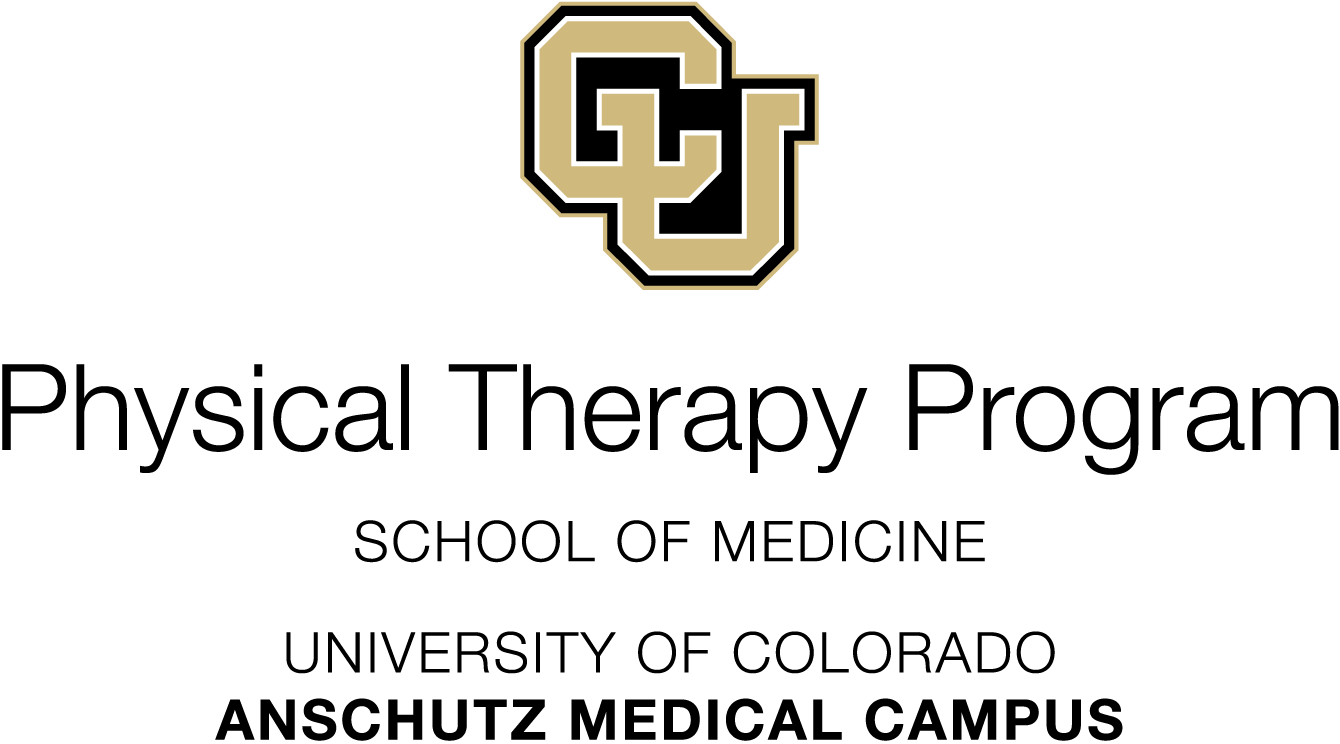 CU
Physical Therapy Program
SCHOOL OF MEDICINE
UNIVERSITY OF COLORADO
ANSCHUTZ MEDICAL CAMPUS